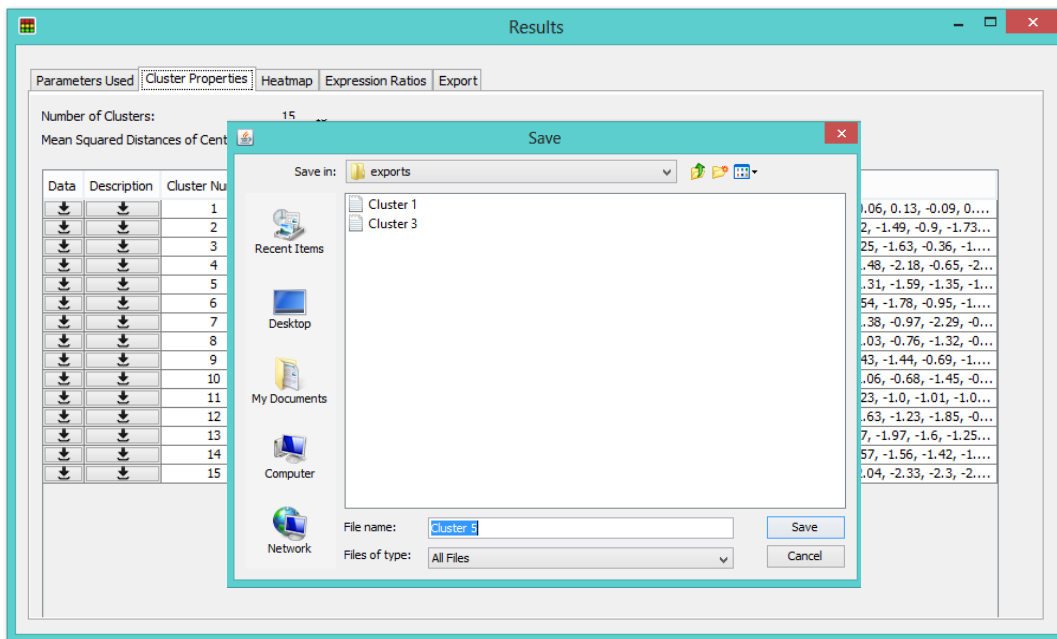 Results
Parameters Used Cluster Properties Heatmap Expression Ratios Export
Number of Clusters: 15
Mean Squared Distances of Cent
Data Description Cluster Nu
1 .06, 0.13, -0.09, 0....
2 2, -1.49, -0.9, -1.73...
3 25, -1.63, -0.36, -1....
4 .48, -2.18, -0.65, -2...
5 .31, -1.59, -1.35, -1...
6 54, -1.78, -0.95, -1....
7 .38, -0.97, -2.29, -0...
8 .03, -0.76, -1.32, -0...
9 43, -1.44, -0.69, -1....
10 .06, -0.68, -1.45, -0...
11 23, -1.0, -1.01, -1.0...
12 .63, -1.23, -1.85, -0...
13 7, -1.97, -1.6, -1.25...
14 57, -1.56, -1.42, -1....
15 .04, -2.33, -2.3, -2....
Save
Save in: exports
Recent Items
Desktop
My Documents
Computer
Network
Cluster 1
Cluster 3
File name: Cluster 5 Save
Files of type: All Files Cancel